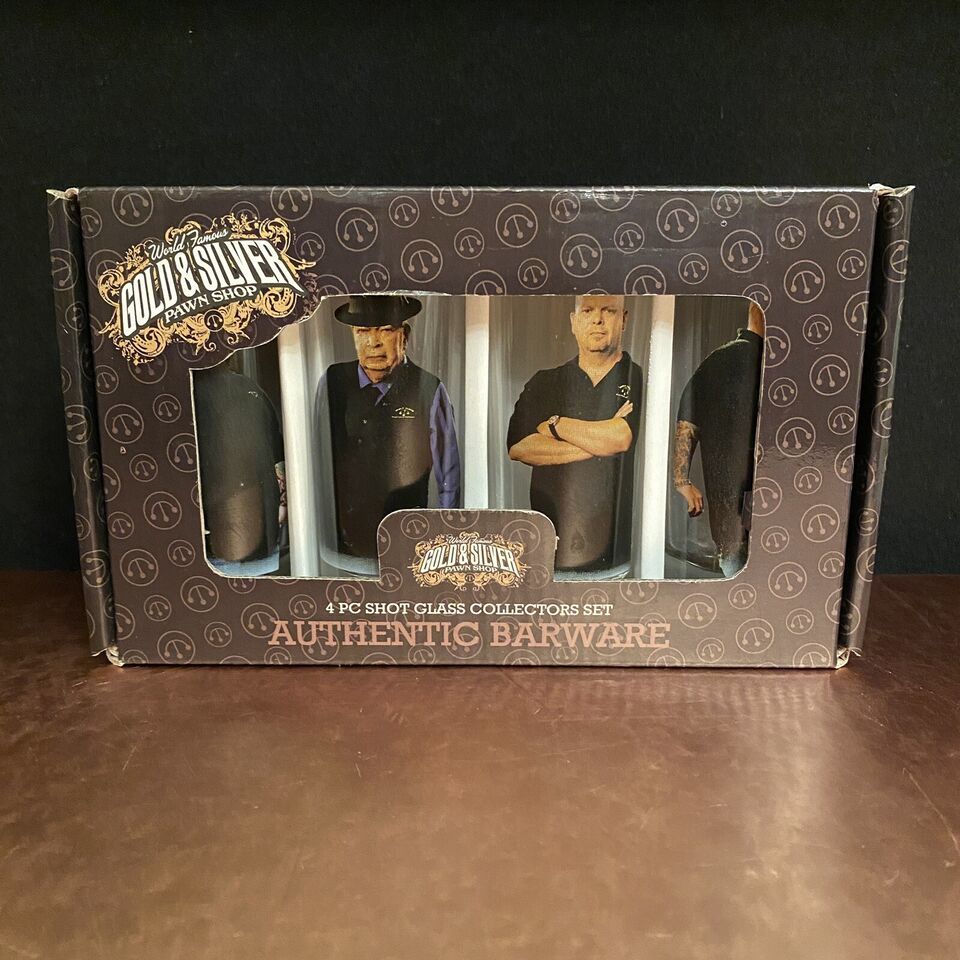 World Famous
GOLD & SILVER
PAWN SHOP
World Famous
GOLD & SILVER
PAWN SHOP
4 PC SHOT GLASS COLLECTORS SET
AUTHENTIC BARWARE